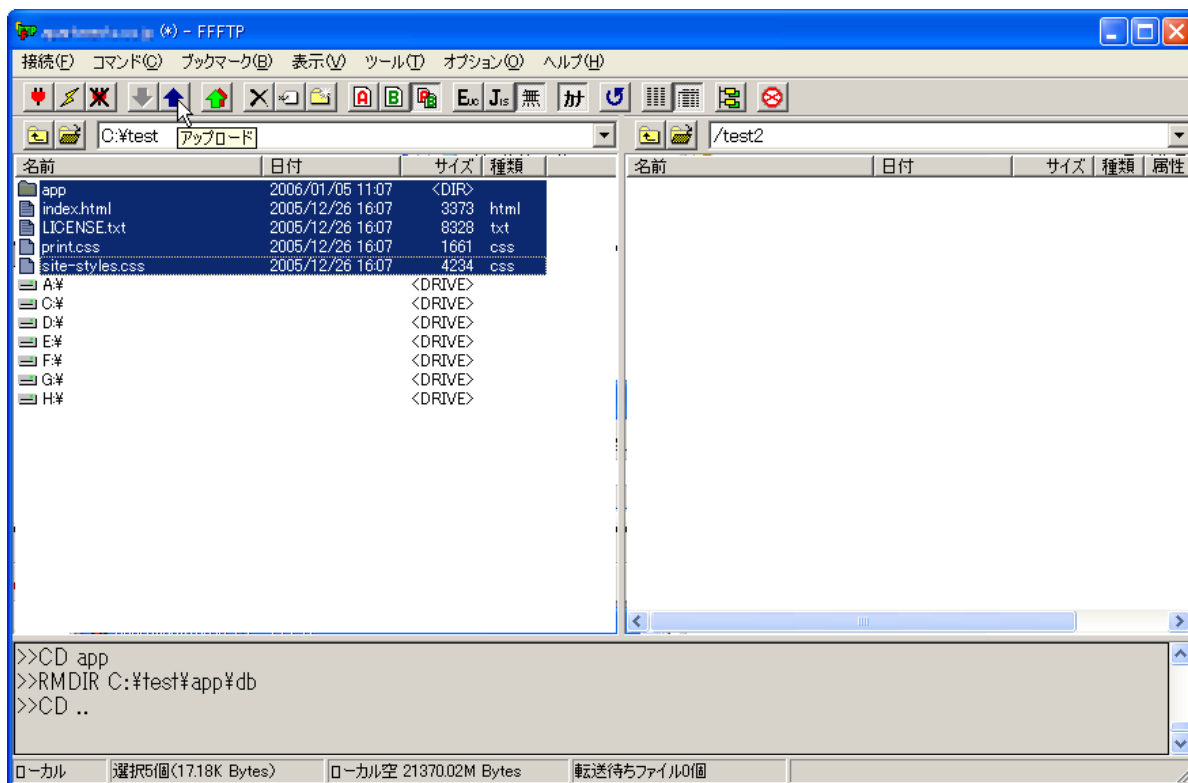 (*) - FFFTP
接続(F) コマンド(C) ブックマーク(B) 表示(V) ツール(T) オプション(O) ヘルプ(H)
A B Euc Jis 無 ｶﾅ
C:¥test アップロード /test2
名前 日付 サイズ 種類 名前 日付 サイズ 種類 属性
app 2006/01/05 11:07 <DIR>
index.html 2005/12/26 16:07 3373 html
LICENSE.txt 2005/12/26 16:07 8328 txt
print.css 2005/12/26 16:07 1661 css
site-styles.css 2005/12/26 16:07 4234 css
A:¥ <DRIVE>
C:¥ <DRIVE>
D:¥ <DRIVE>
E:¥ <DRIVE>
F:¥ <DRIVE>
G:¥ <DRIVE>
H:¥ <DRIVE>
>>CD app
>>RMDIR C:¥test¥app¥db
>>CD ..
ローカル 選択5個(17.18K Bytes) ローカル空 21370.02M Bytes 転送待ちファイル0個